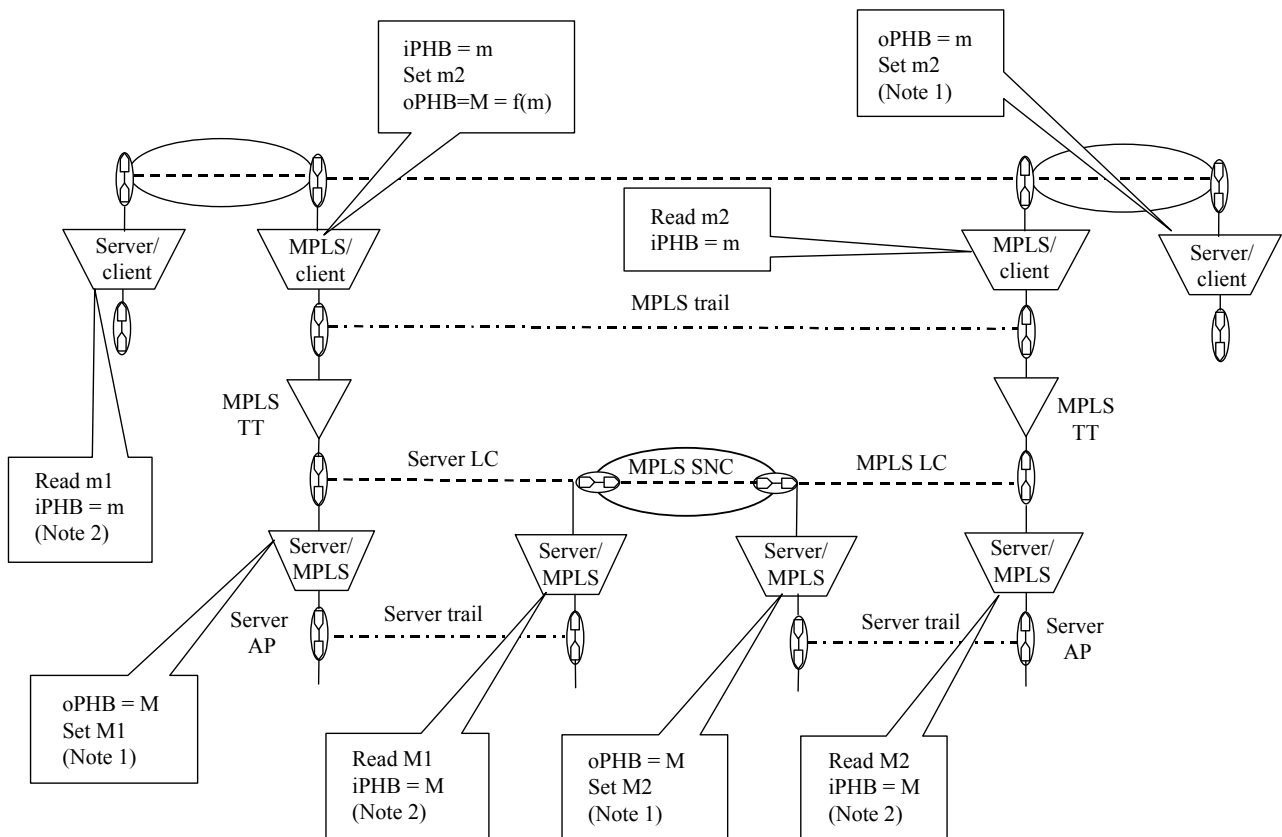 iPHB = m
Set m2
oPHB=M = f(m)
oPHB = m
Set m2
(Note 1)
Read m2
iPHB = m
Server/
client
MPLS/
client
MPLS/
client
Server/
client
MPLS trail
MPLS
TT
MPLS
TT
Read m1
iPHB = m
(Note 2)
Server LC
MPLS SNC
MPLS LC
Server/
MPLS
Server/
MPLS
Server/
MPLS
Server/
MPLS
Server
AP
Server trail
Server trail
Server
AP
oPHB = M
Set M1
(Note 1)
Read M1
iPHB = M
(Note 2)
oPHB = M
Set M2
(Note 1)
Read M2
iPHB = M
(Note 2)